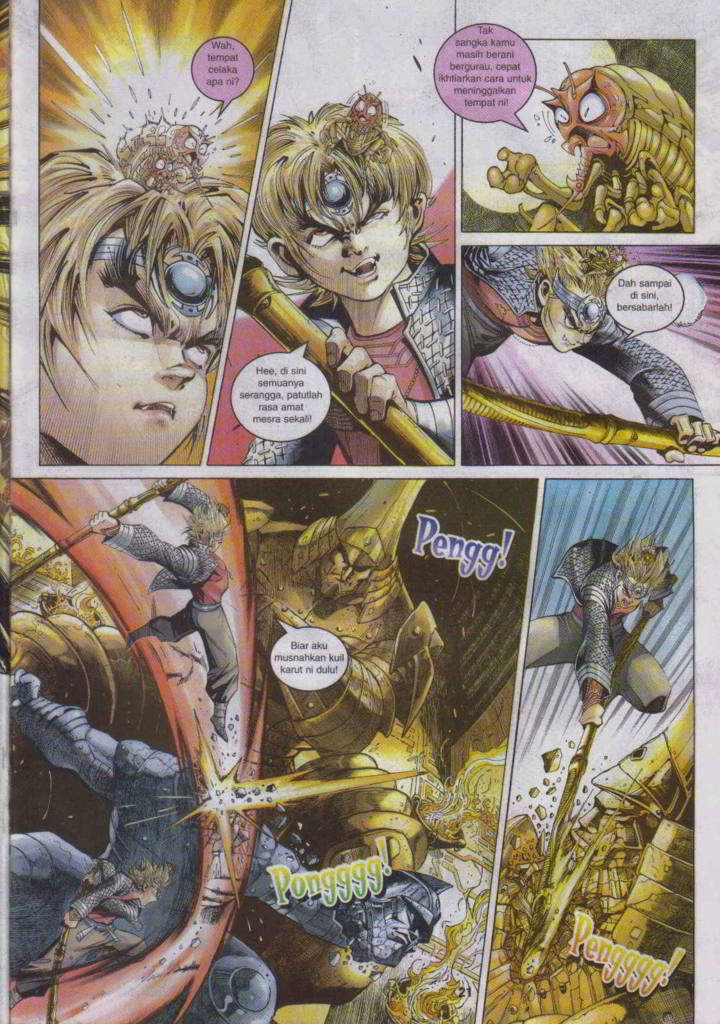 Wah,
tempat
celaka
apa ni?
Hee, di sini
semuanya
serangga, patutlah
rasa amat
mesra sekali!
Tak
sangka kamu
masih berani
bergurau, cepat
ikhtiarkan cara untuk
meninggalkan
tempat ni!
Dah sampai
di sini,
bersabarlah!
Pengg!
Biar aku
musnahkan kuil
karut ni dulu!
Pongggg!
Pengggg!
21